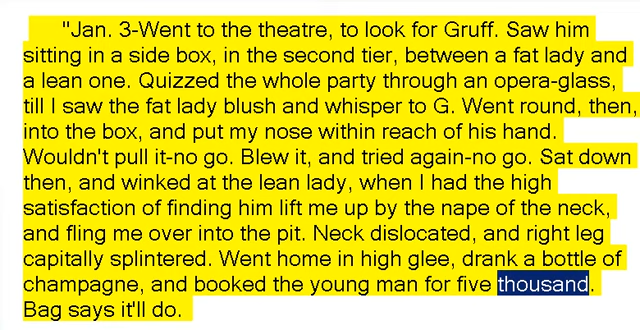 "Jan. 3-Went to the theatre, to look for Gruff. Saw him
sitting in a side box, in the second tier, between a fat lady and
a lean one. Quizzed the whole party through an opera-glass,
till I saw the fat lady blush and whisper to G. Went round, then,
into the box, and put my nose within reach of his hand.
Wouldn't pull it-no go. Blew it, and tried again-no go. Sat down
then, and winked at the lean lady, when I had the high
satisfaction of finding him lift me up by the nape of the neck,
and fling me over into the pit. Neck dislocated, and right leg
capitally splintered. Went home in high glee, drank a bottle of
champagne, and booked the young man for five thousand.
Bag says it'll do.